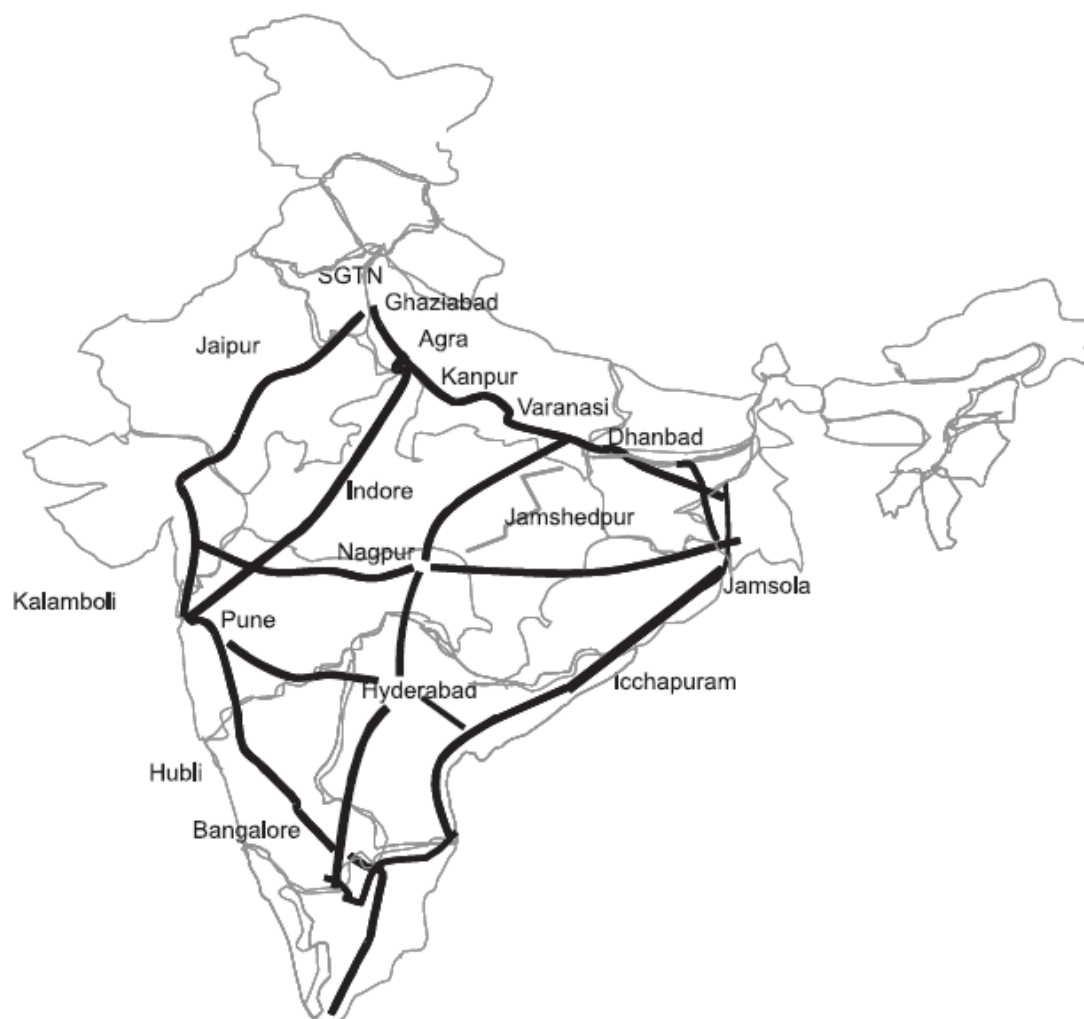 SGTN
Ghaziabad
Agra
Jaipur
Kanpur
Varanasi
Dhanbad
Indore
Jamshedpur
Nagpur
Jamsola
Kalamboli
Pune
Icchapuram
Hyderabad
Hubli
Bangalore